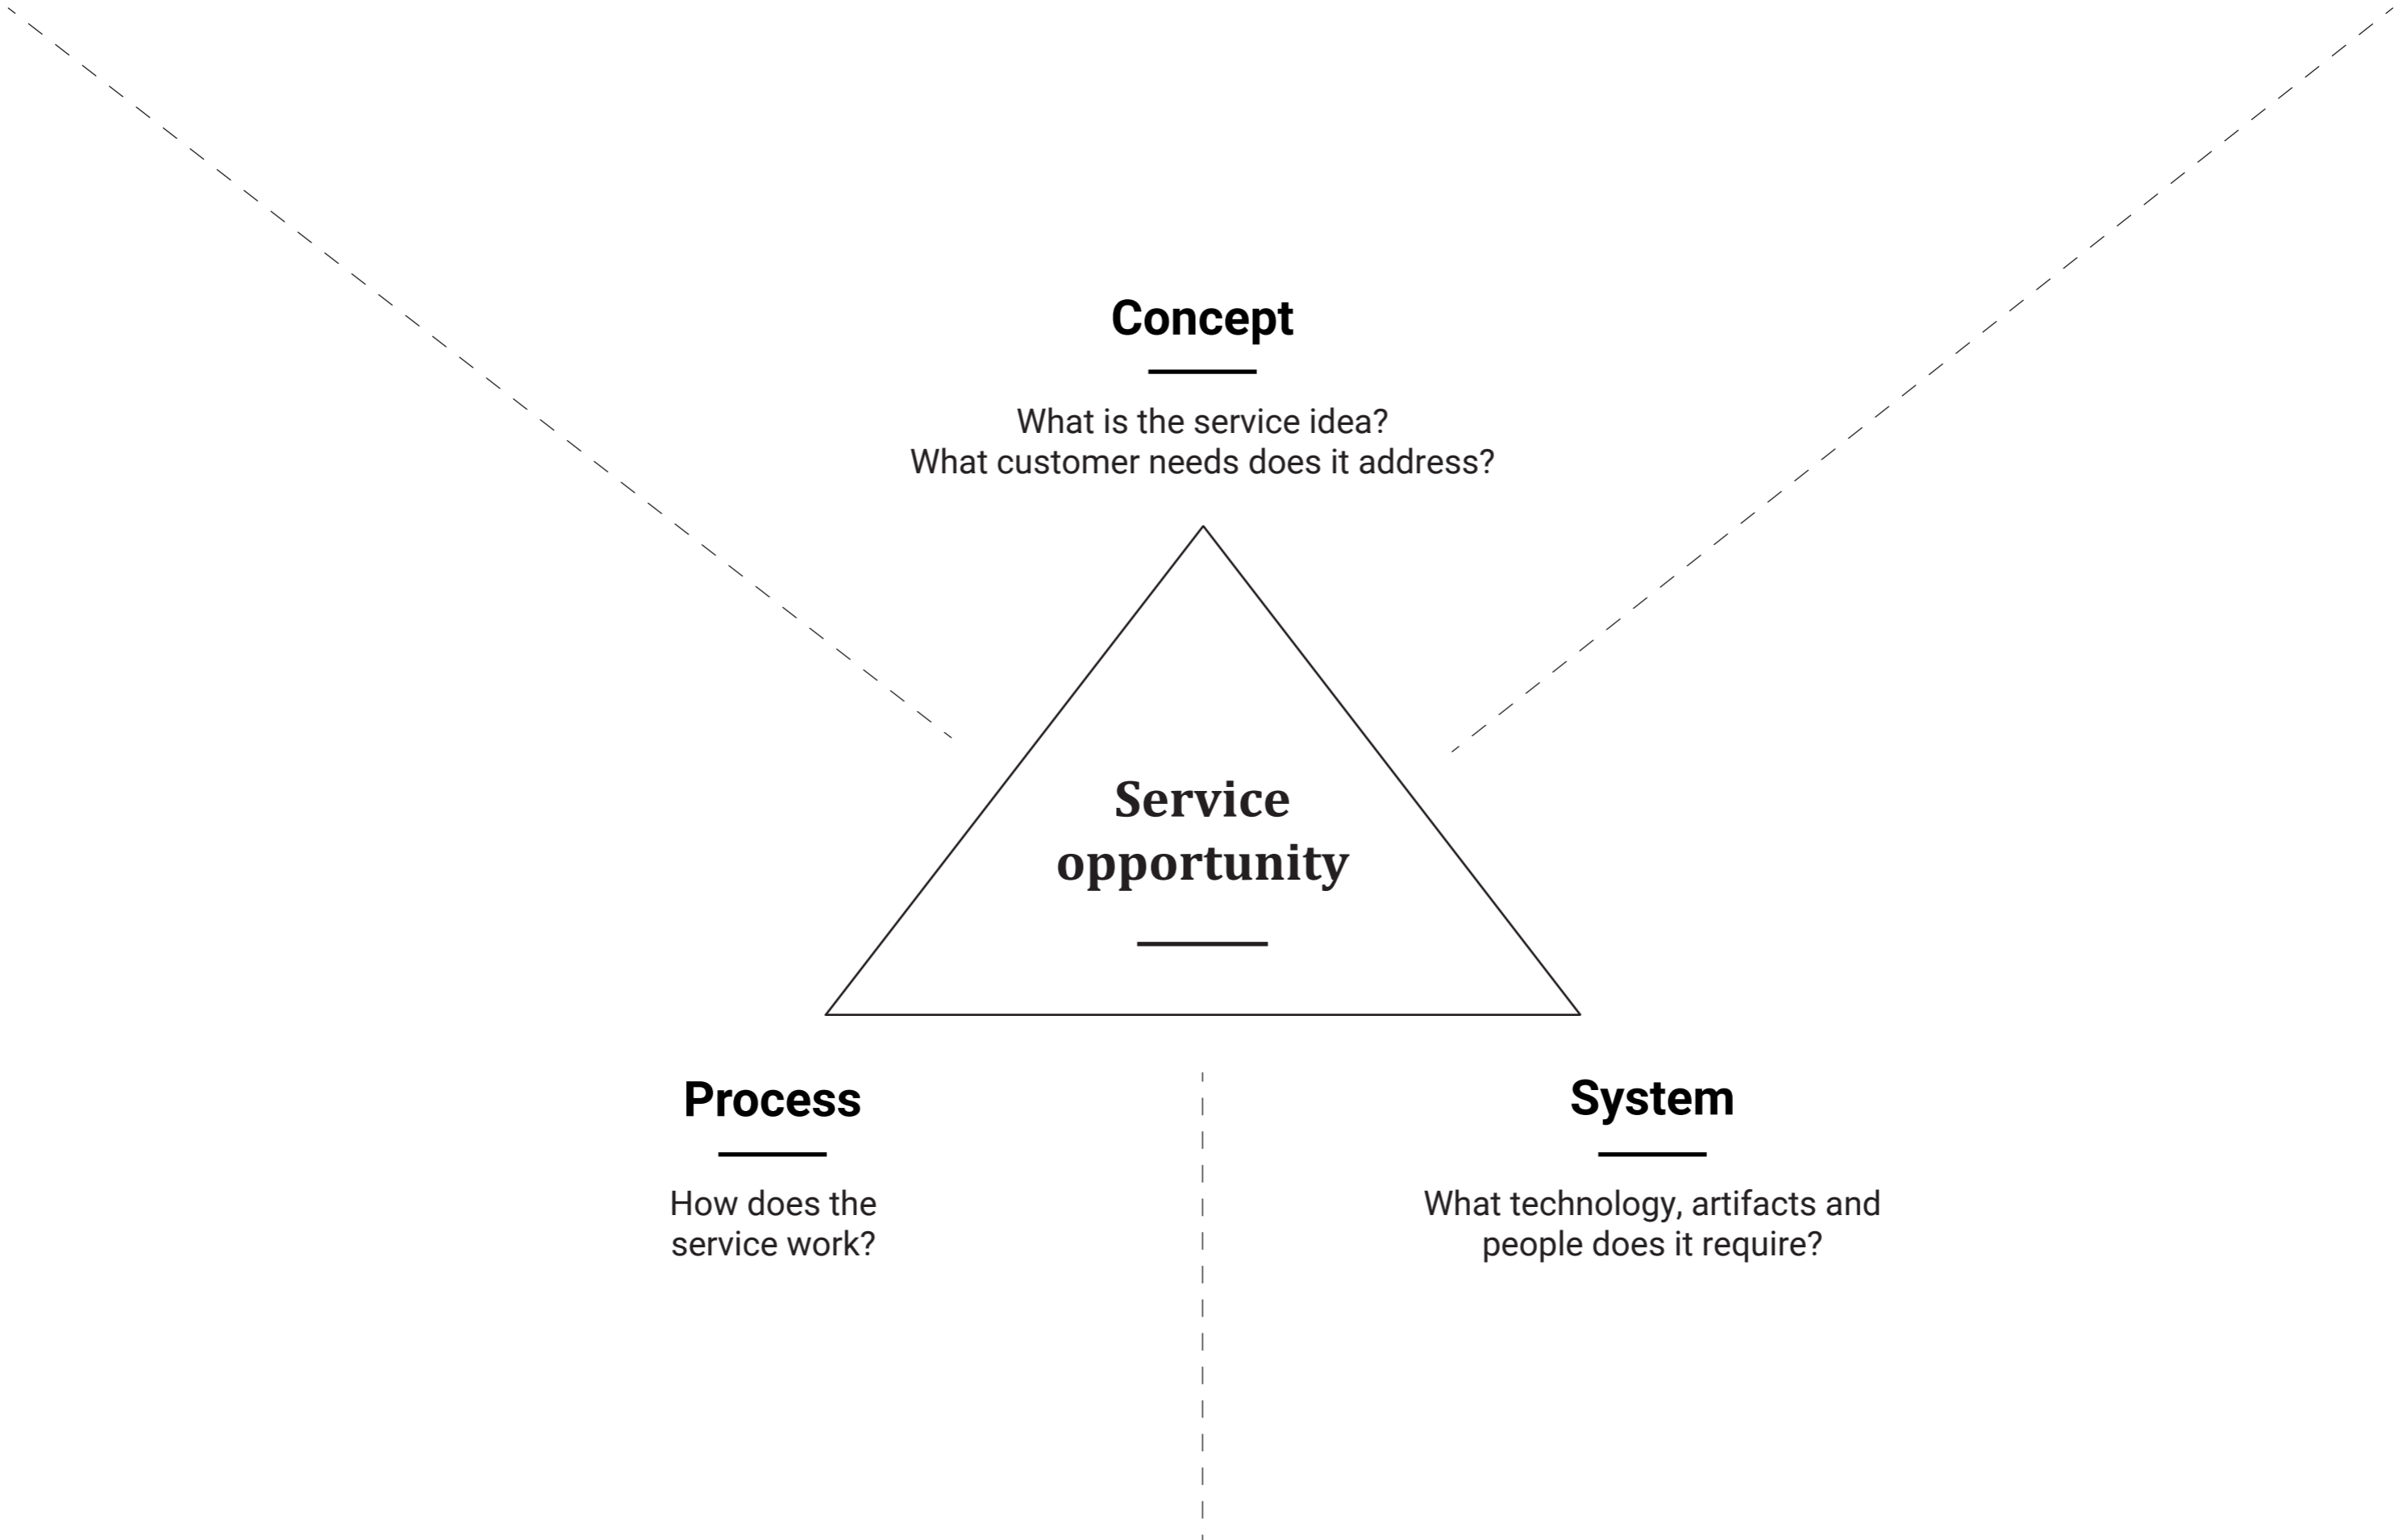 Concept
What is the service idea?
What customer needs does it address?
Service
opportunity
Process
How does the
service work?
System
What technology, artifacts and
people does it require?